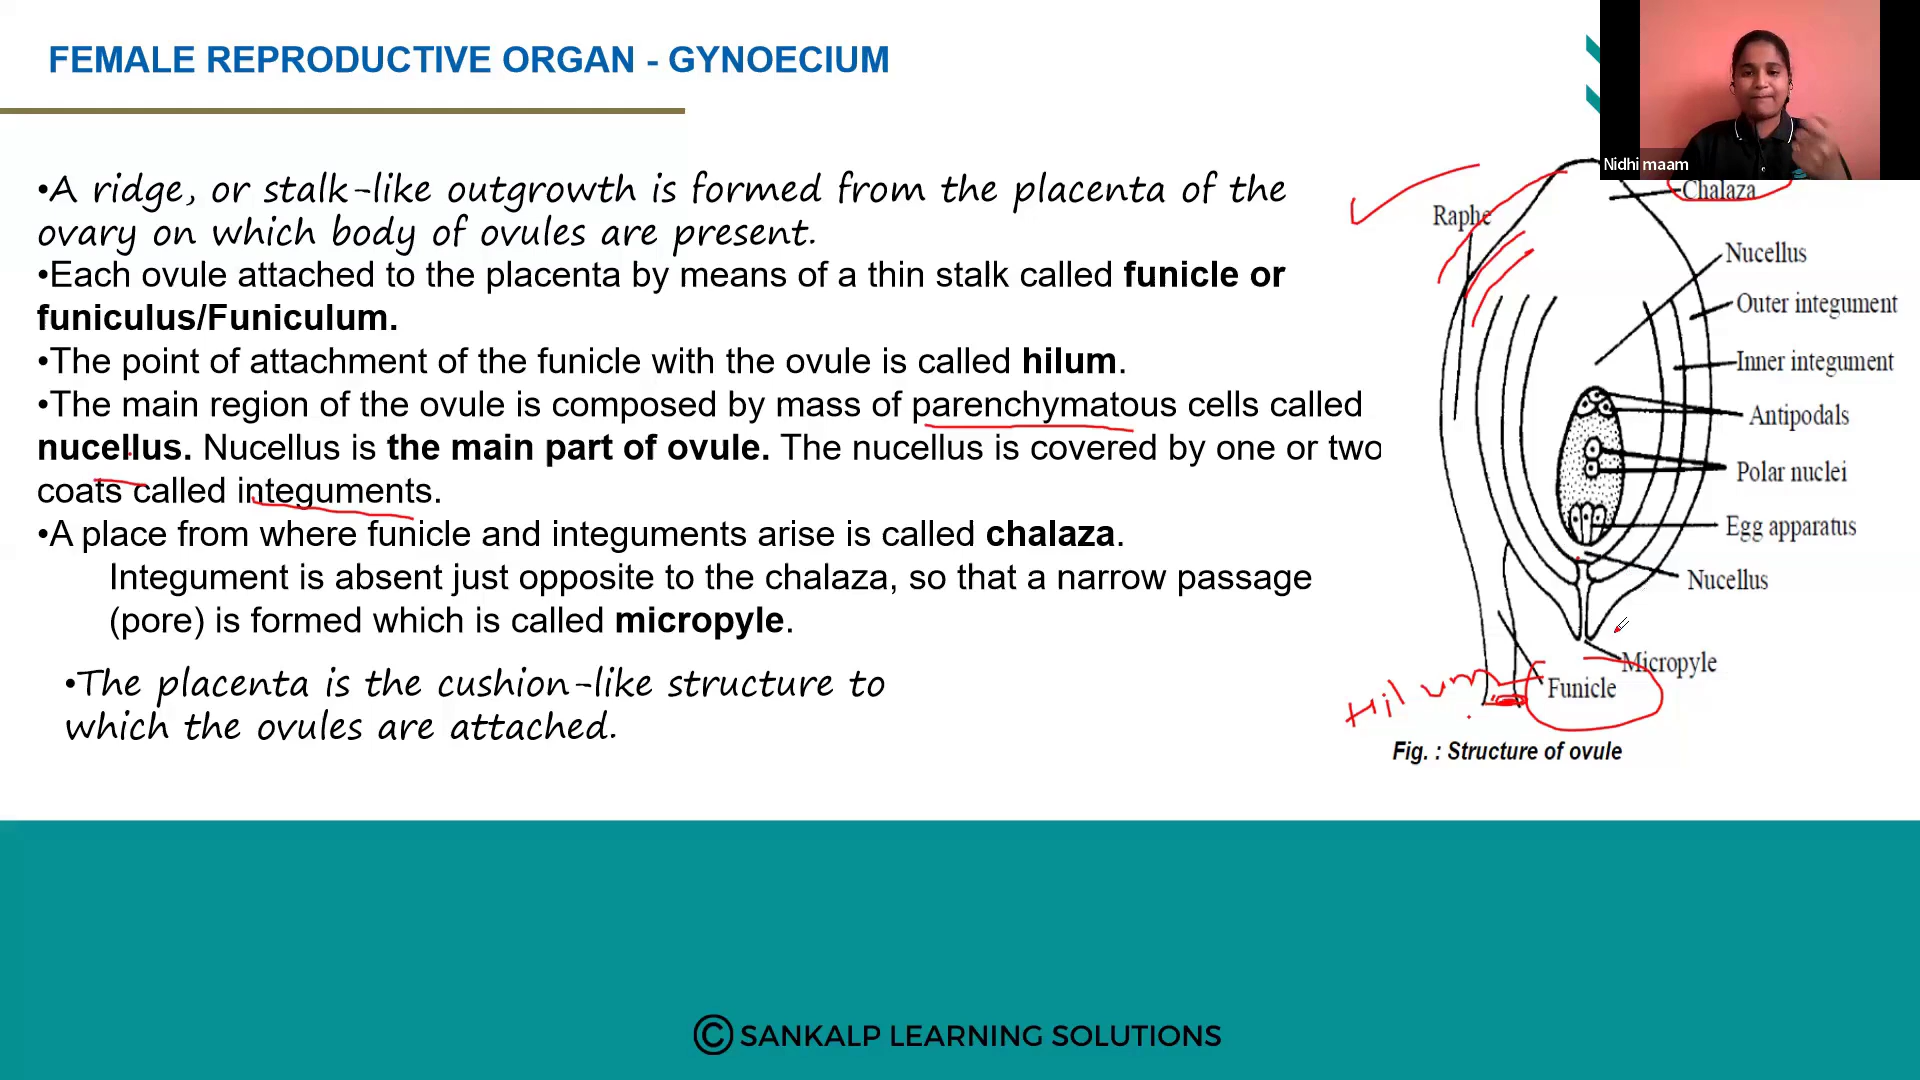 FEMALE REPRODUCTIVE ORGAN - GYNOECIUM
Nidhi maam
•A ridge, or stalk-like outgrowth is formed from the placenta of the
ovary on which body of ovules are present.
•Each ovule attached to the placenta by means of a thin stalk called funicle or
funiculus/Funiculum.
•The point of attachment of the funicle with the ovule is called hilum.
•The main region of the ovule is composed by mass of parenchymatous cells called
nucellus. Nucellus is the main part of ovule. The nucellus is covered by one or two
coats called integuments.
•A place from where funicle and integuments arise is called chalaza.
Integument is absent just opposite to the chalaza, so that a narrow passage
(pore) is formed which is called micropyle.
•The placenta is the cushion-like structure to
which the ovules are attached.
Chalaza
Raphe
Nucellus
Outer integument
Inner integument
Antipodals
Polar nuclei
Egg apparatus
Nucellus
Micropyle
Hilum
Funicle
Fig. : Structure of ovule
© SANKALP LEARNING SOLUTIONS